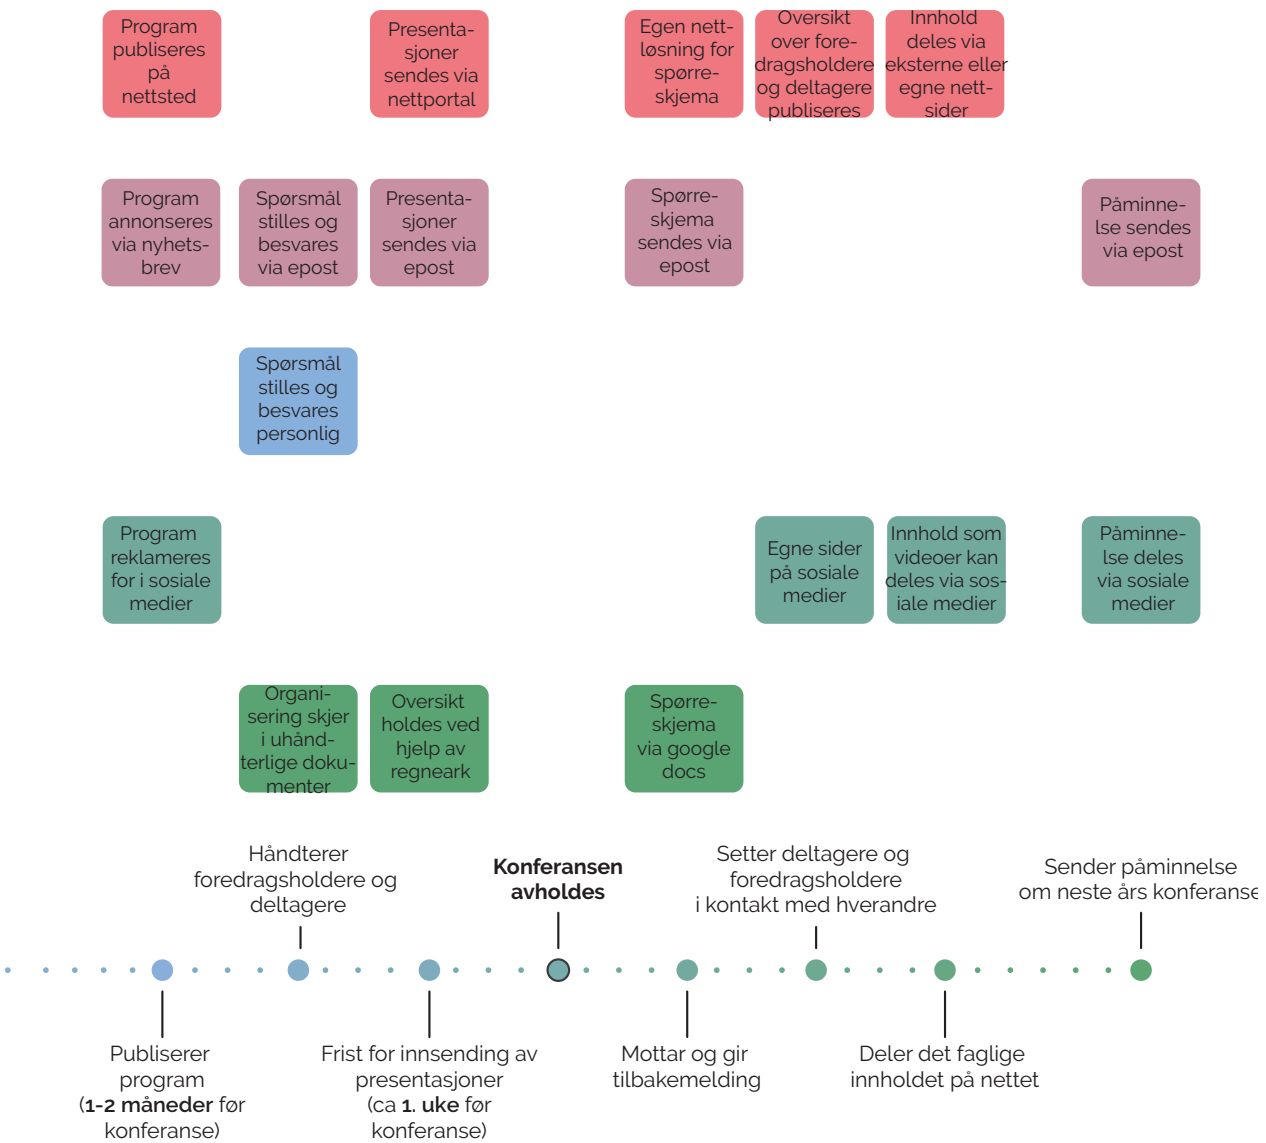 Program
publiseres
på
nettsted
Presenta-
sjoner
sendes via
nettportal
Egen nett-
løsning for
spørre-
skjema
Oversikt
over fore-
dragsholdere
og deltagere
publiseres
Innhold
deles via
eksterne eller
egne nett-
sider
Program
annonseres
via nyhets-
brev
Spørsmål
stilles og
besvares
via epost
Presenta-
sjoner
sendes via
epost
Spørre-
skjema
sendes via
epost
Påminne-
lse sendes
via epost
Spørsmål
stilles og
besvares
personlig
Program
reklameres
for i sosiale
medier
Egne sider
på sosiale
medier
Innhold som
videoer kan
deles via sos-
iale medier
Påminne-
lse deles
via sosiale
medier
Organi-
sering skjer
i uhånd-
terlige doku-
menter
Oversikt
holdes ved
hjelp av
regneark
Spørre-
skjema
via google
docs
Håndterer
foredragsholdere og
deltagere
Konferansen
avholdes
Setter deltagere og
foredragsholdere
i kontakt med hverandre
Sender påminnelse
om neste års konferanse
Publiserer
program
(1-2 måneder før
konferanse)
Frist for innsending av
presentasjoner
(ca 1. uke før
konferanse)
Mottar og gir
tilbakemelding
Deler det faglige
innholdet på nettet